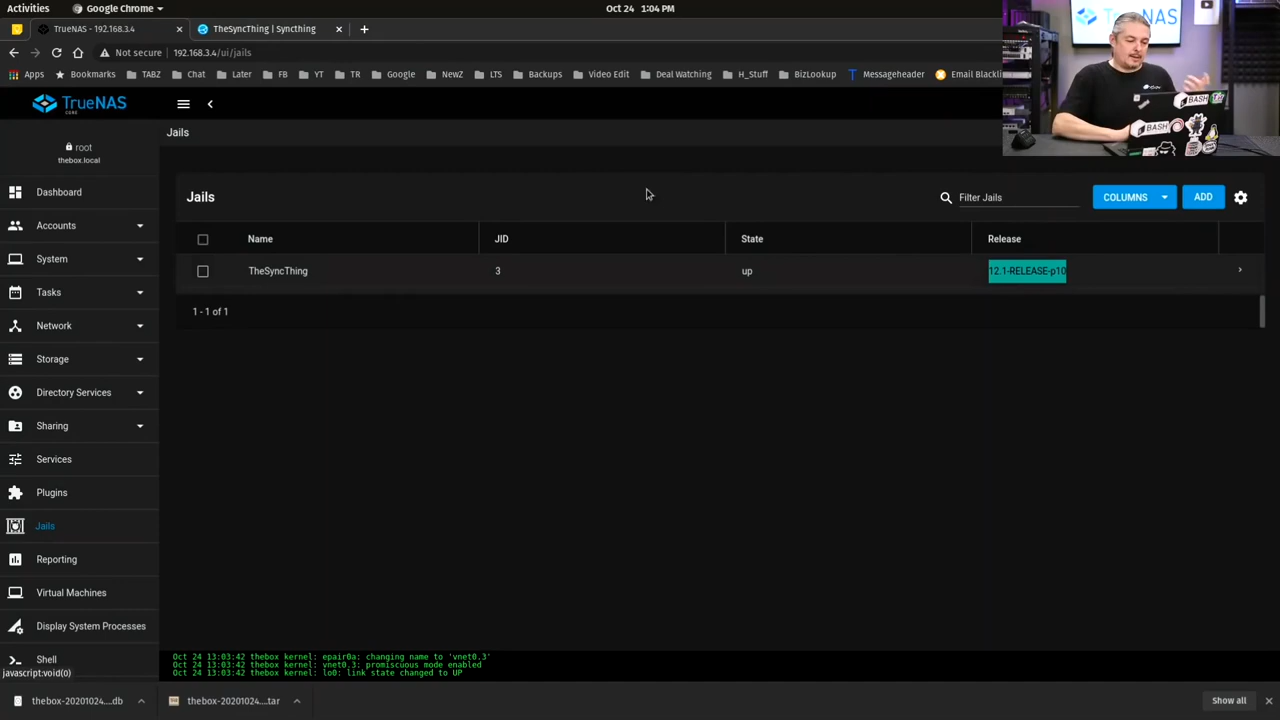 Activities
Google Chrome
Oct 24 1:04 PM
TrueNAS - 192.168.3.4
TheSyncThing | Syncthing
Not secure | 192.168.3.4/ui/jails
Apps
Bookmarks
TABZ
Chat
Later
FB
YT
TR
Google
NewZ
LTS
Backups
Video Edit
Deal Watching
H_Stuff
BizLookup
Messageheader
Email Blackli
TrueNAS
CORE
TrueNAS
BASH
BASH
root
thebox.local
Jails
Dashboard
Accounts
System
Tasks
Network
Storage
Directory Services
Sharing
Services
Plugins
Jails
Reporting
Virtual Machines
Display System Processes
Shell
Jails
Filter Jails
COLUMNS
ADD
Name
JID
State
Release
TheSyncThing
3
up
12.1-RELEASE-p10
1 - 1 of 1
Oct 24 13:03:42 thebox kernel: epair0a: changing name to 'vnet0.3'
Oct 24 13:03:42 thebox kernel: vnet0.3: promiscuous mode enabled
Oct 24 13:03:42 thebox kernel: lo0: link state changed to UP
javascript:void(0)
thebox-20201024....db
thebox-20201024....tar
Show all